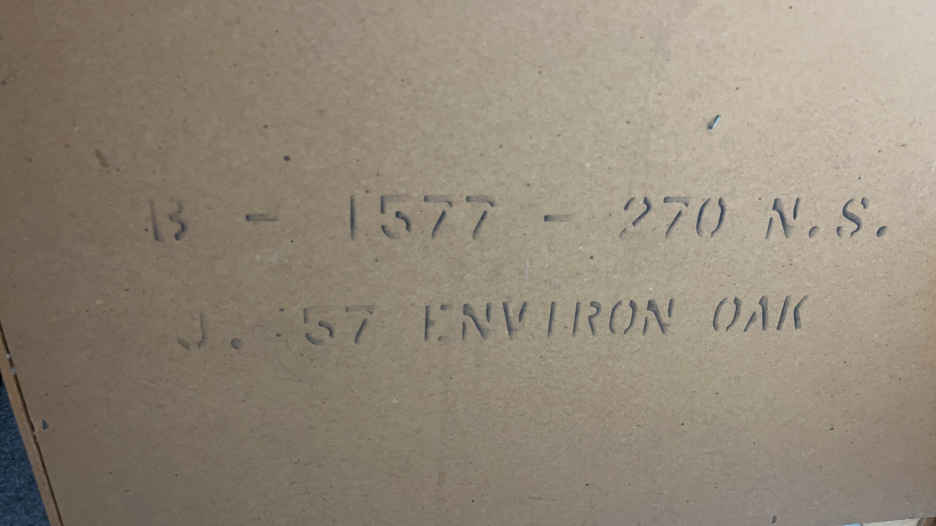 B - 1577 - 270 N.S.
J. 57 ENVIRON OAK